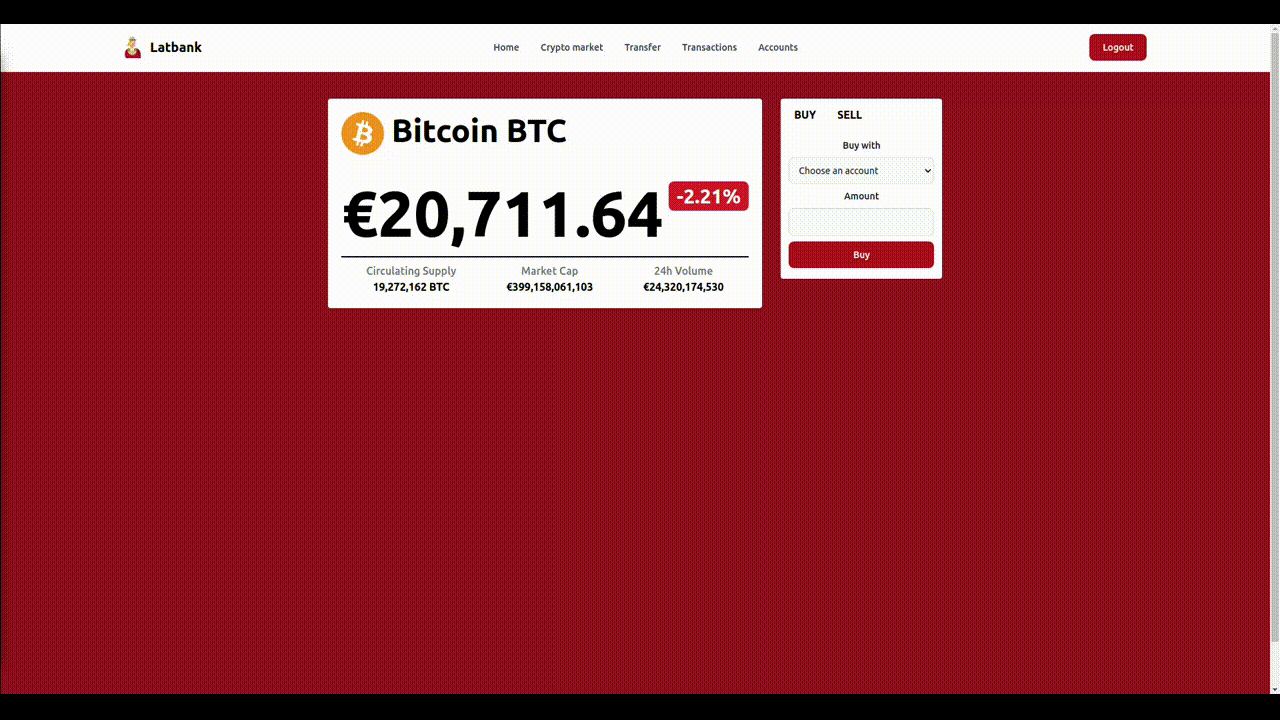 Latbank
Home Crypto market Transfer Transactions Accounts
Logout
Bitcoin BTC
€20,711.64
-2.21%
Circulating Supply Market Cap 24h Volume
19,272,162 BTC €399,158,061,103 €24,320,174,530
BUY SELL
Buy with
Choose an account
Amount
Buy